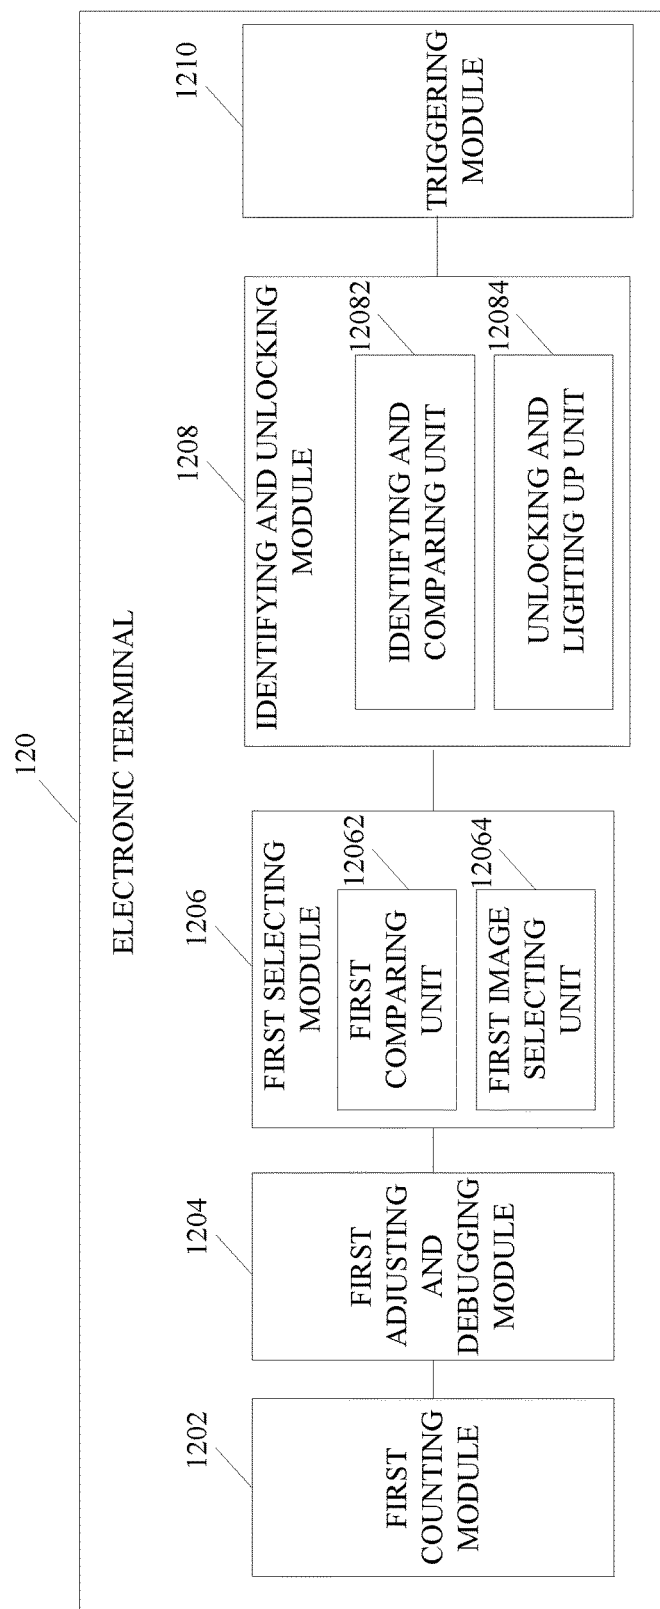 120
ELECTRONIC TERMINAL
1202
FIRST
COUNTING
MODULE
1204
FIRST
ADJUSTING
AND
DEBUGGING
MODULE
1206
FIRST SELECTING
MODULE
12062
FIRST
COMPARING
UNIT
12064
FIRST IMAGE
SELECTING
UNIT
1208
IDENTIFYING AND UNLOCKING
MODULE
12082
IDENTIFYING AND
COMPARING UNIT
12084
UNLOCKING AND
LIGHTING UP UNIT
1210
TRIGGERING
MODULE